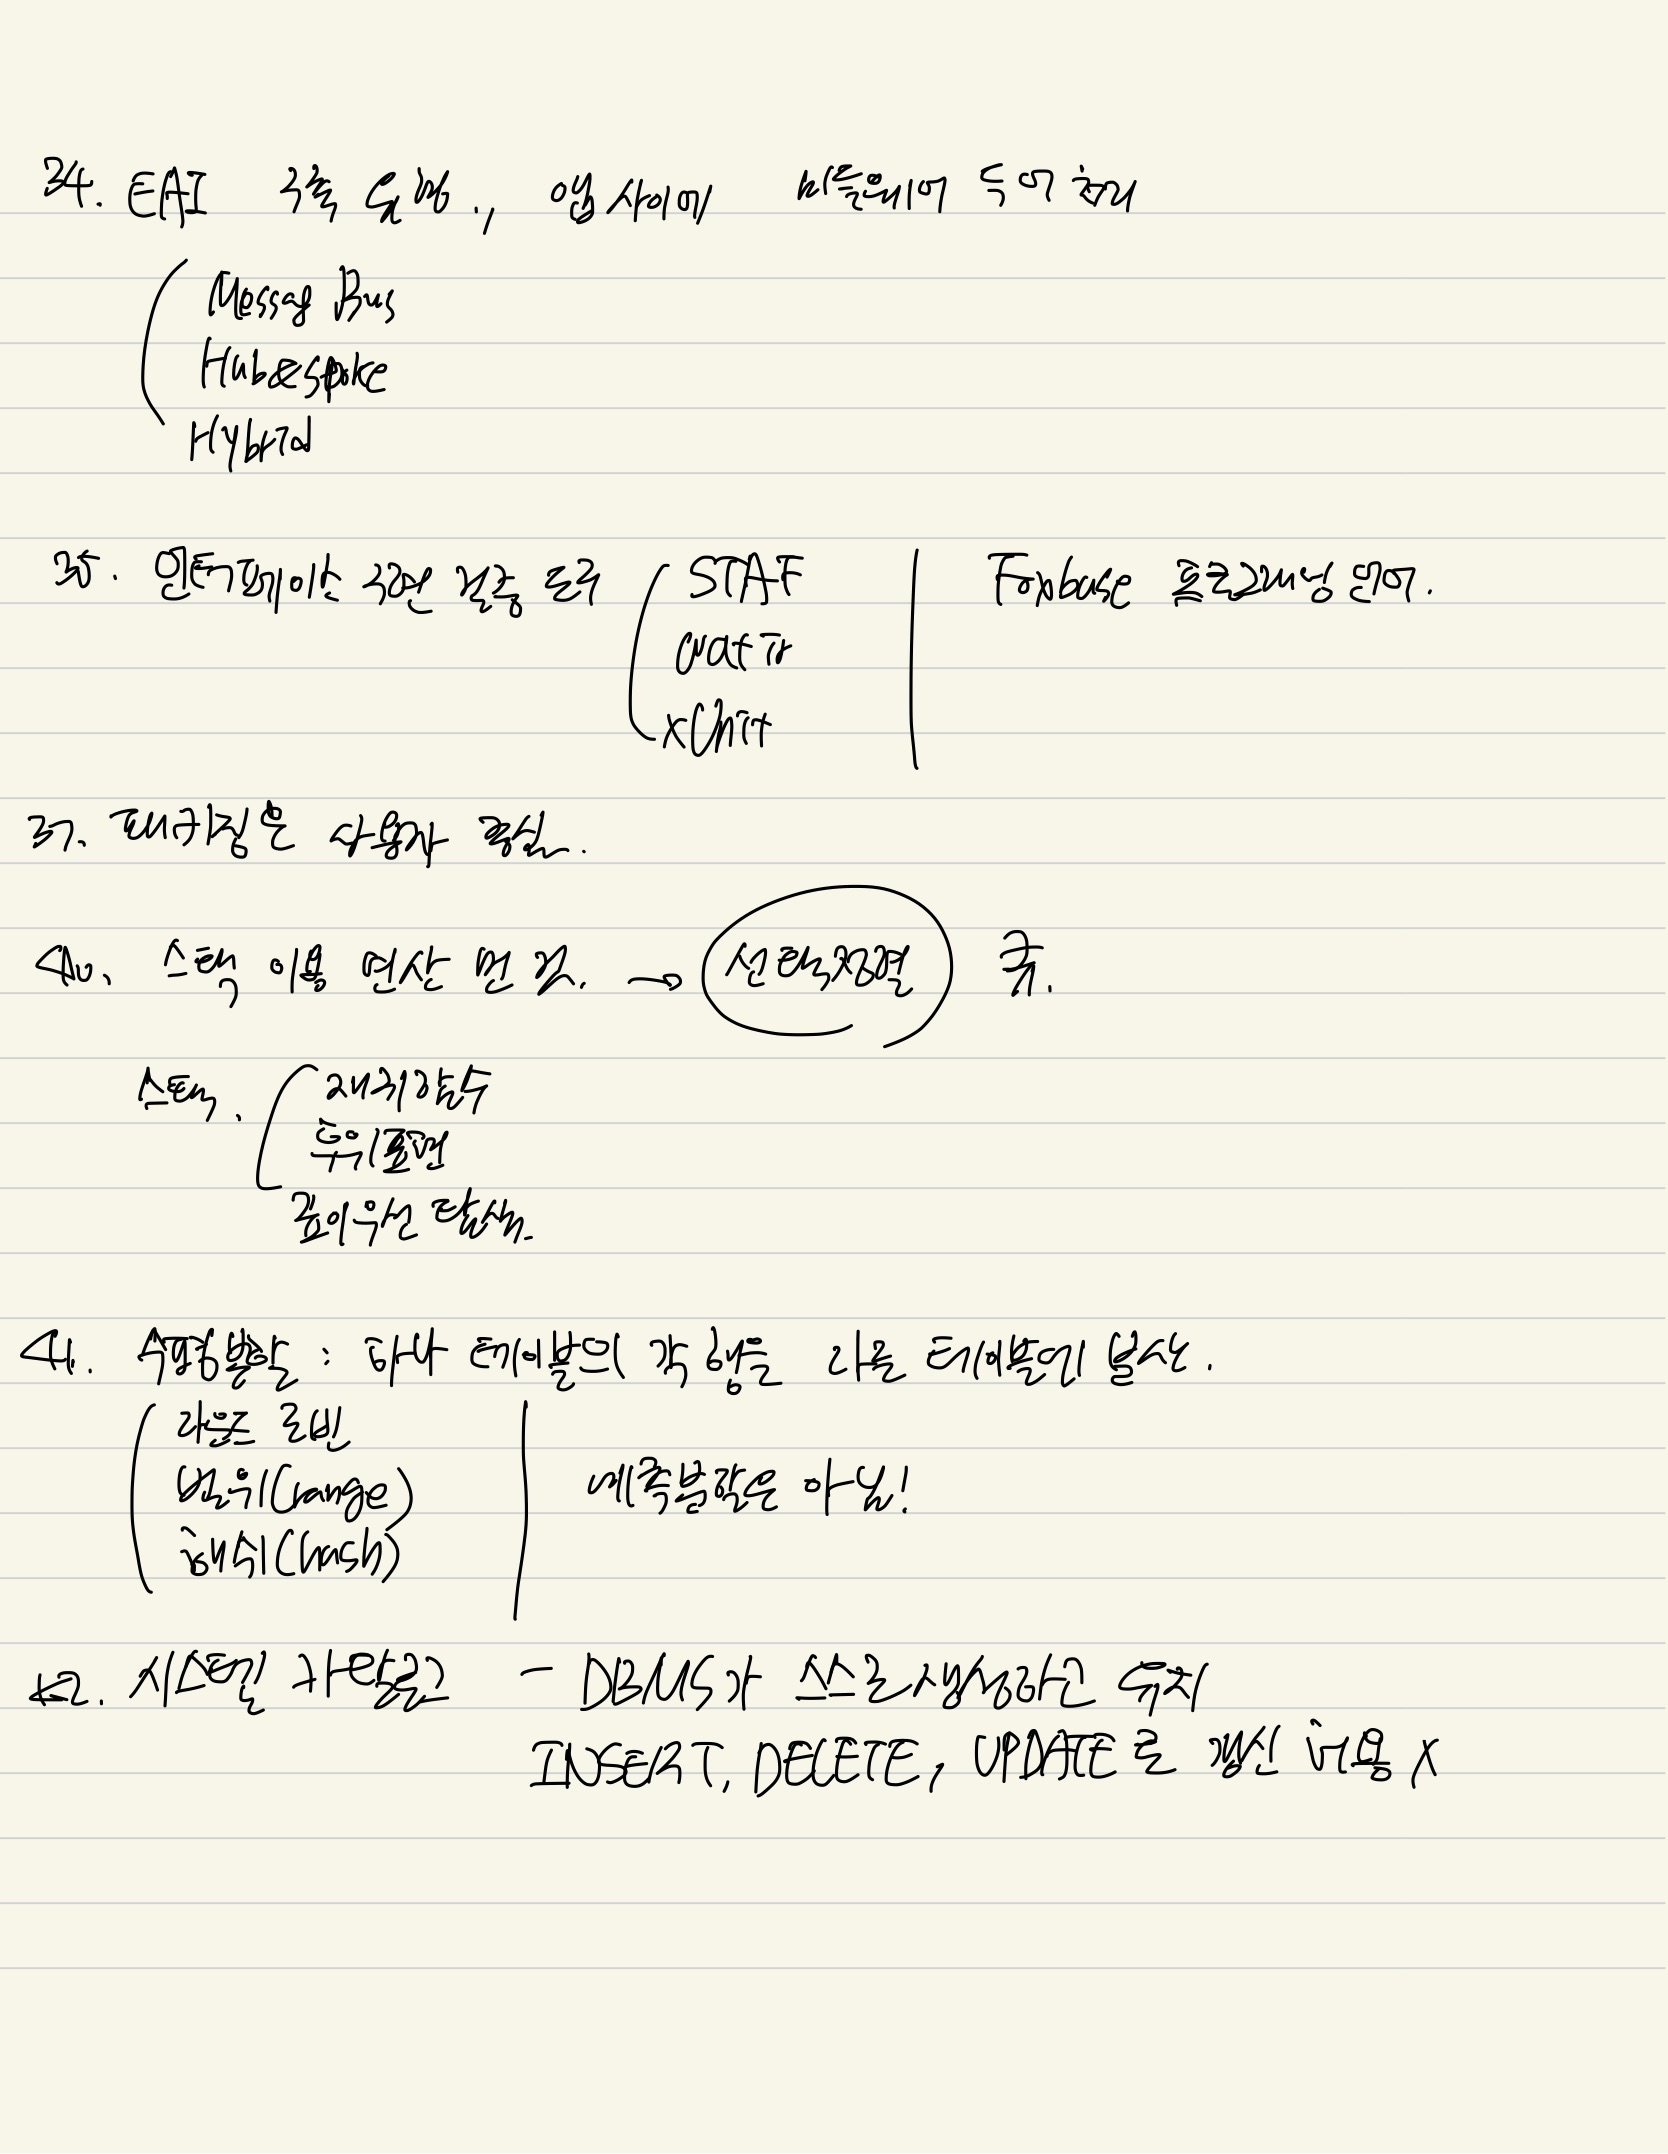 34. EAI 구축 유형., 앱 사이에 미들웨어 두어 처리
Messag Bus
Hub&spoke
Hybrid
35. 인터페이스 구현 검증 도구 STAF Foxbase 프로그래밍 언어.
watir
xUnit
37. 패키징은 사용자 중심.
40. 스택 이용 연산 먼 것. → 선택정렬 큐.
스택. 재귀함수
후위표면
깊이우선 탐색.
41. 수평분할 : 하나 테이블의 각 행을 다른 테이블에 분산.
라운드 로빈
범위(range) 예측분할은 아님!
해쉬(hash)
42. 시스템 카탈로그 - DBMS가 스스로 생성하고 유지
INSERT, DELETE, UPDATE로 갱신 허용 X